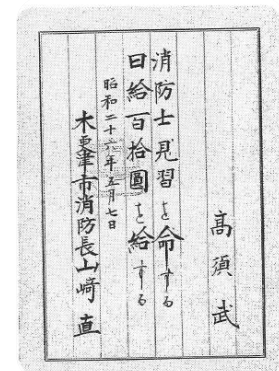 高須武
消防士見習を命する
日給百拾圓を給する
昭和二十六年五月七日
木更津市消防長山崎直